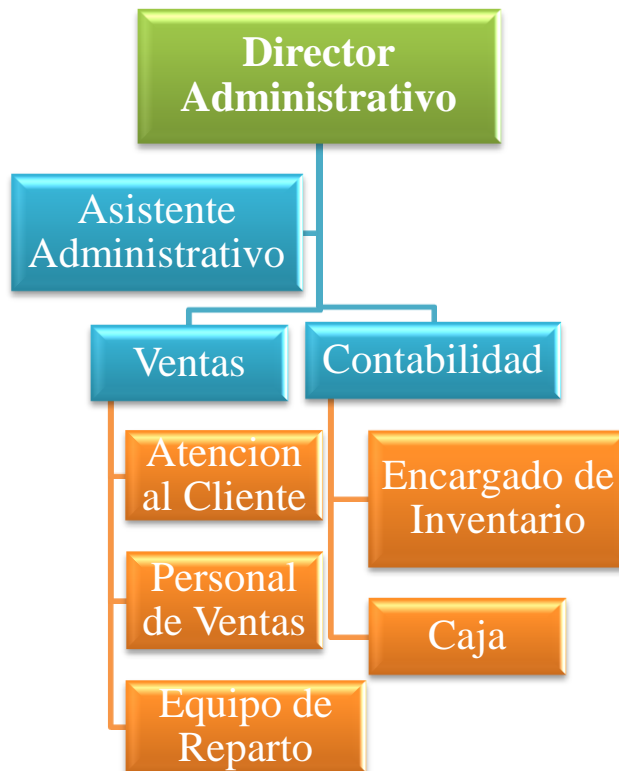 Director
Administrativo
Asistente
Administrativo
Ventas
Contabilidad
Atencion
al Cliente
Personal
de Ventas
Equipo de
Reparto
Encargado de
Inventario
Caja